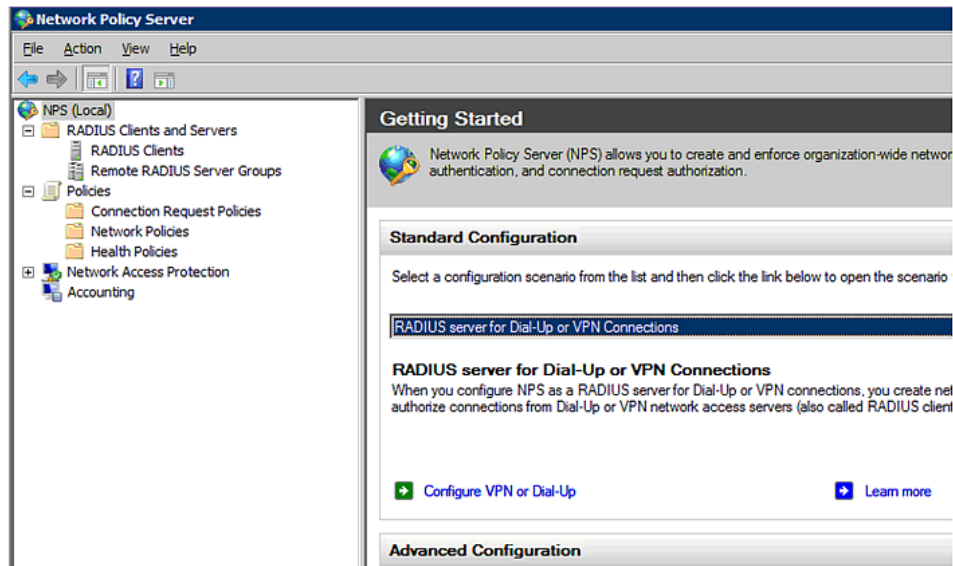 Network Policy Server
File Action View Help
NPS (Local)
RADIUS Clients and Servers
RADIUS Clients
Remote RADIUS Server Groups
Policies
Connection Request Policies
Network Policies
Health Policies
Network Access Protection
Accounting
Getting Started
Network Policy Server (NPS) allows you to create and enforce organization-wide networ
authentication, and connection request authorization.
Standard Configuration
Select a configuration scenario from the list and then click the link below to open the scenario
RADIUS server for Dial-Up or VPN Connections
RADIUS server for Dial-Up or VPN Connections
When you configure NPS as a RADIUS server for Dial-Up or VPN connections, you create net
authorize connections from Dial-Up or VPN network access servers (also called RADIUS client
Configure VPN or Dial-Up Learn more
Advanced Configuration